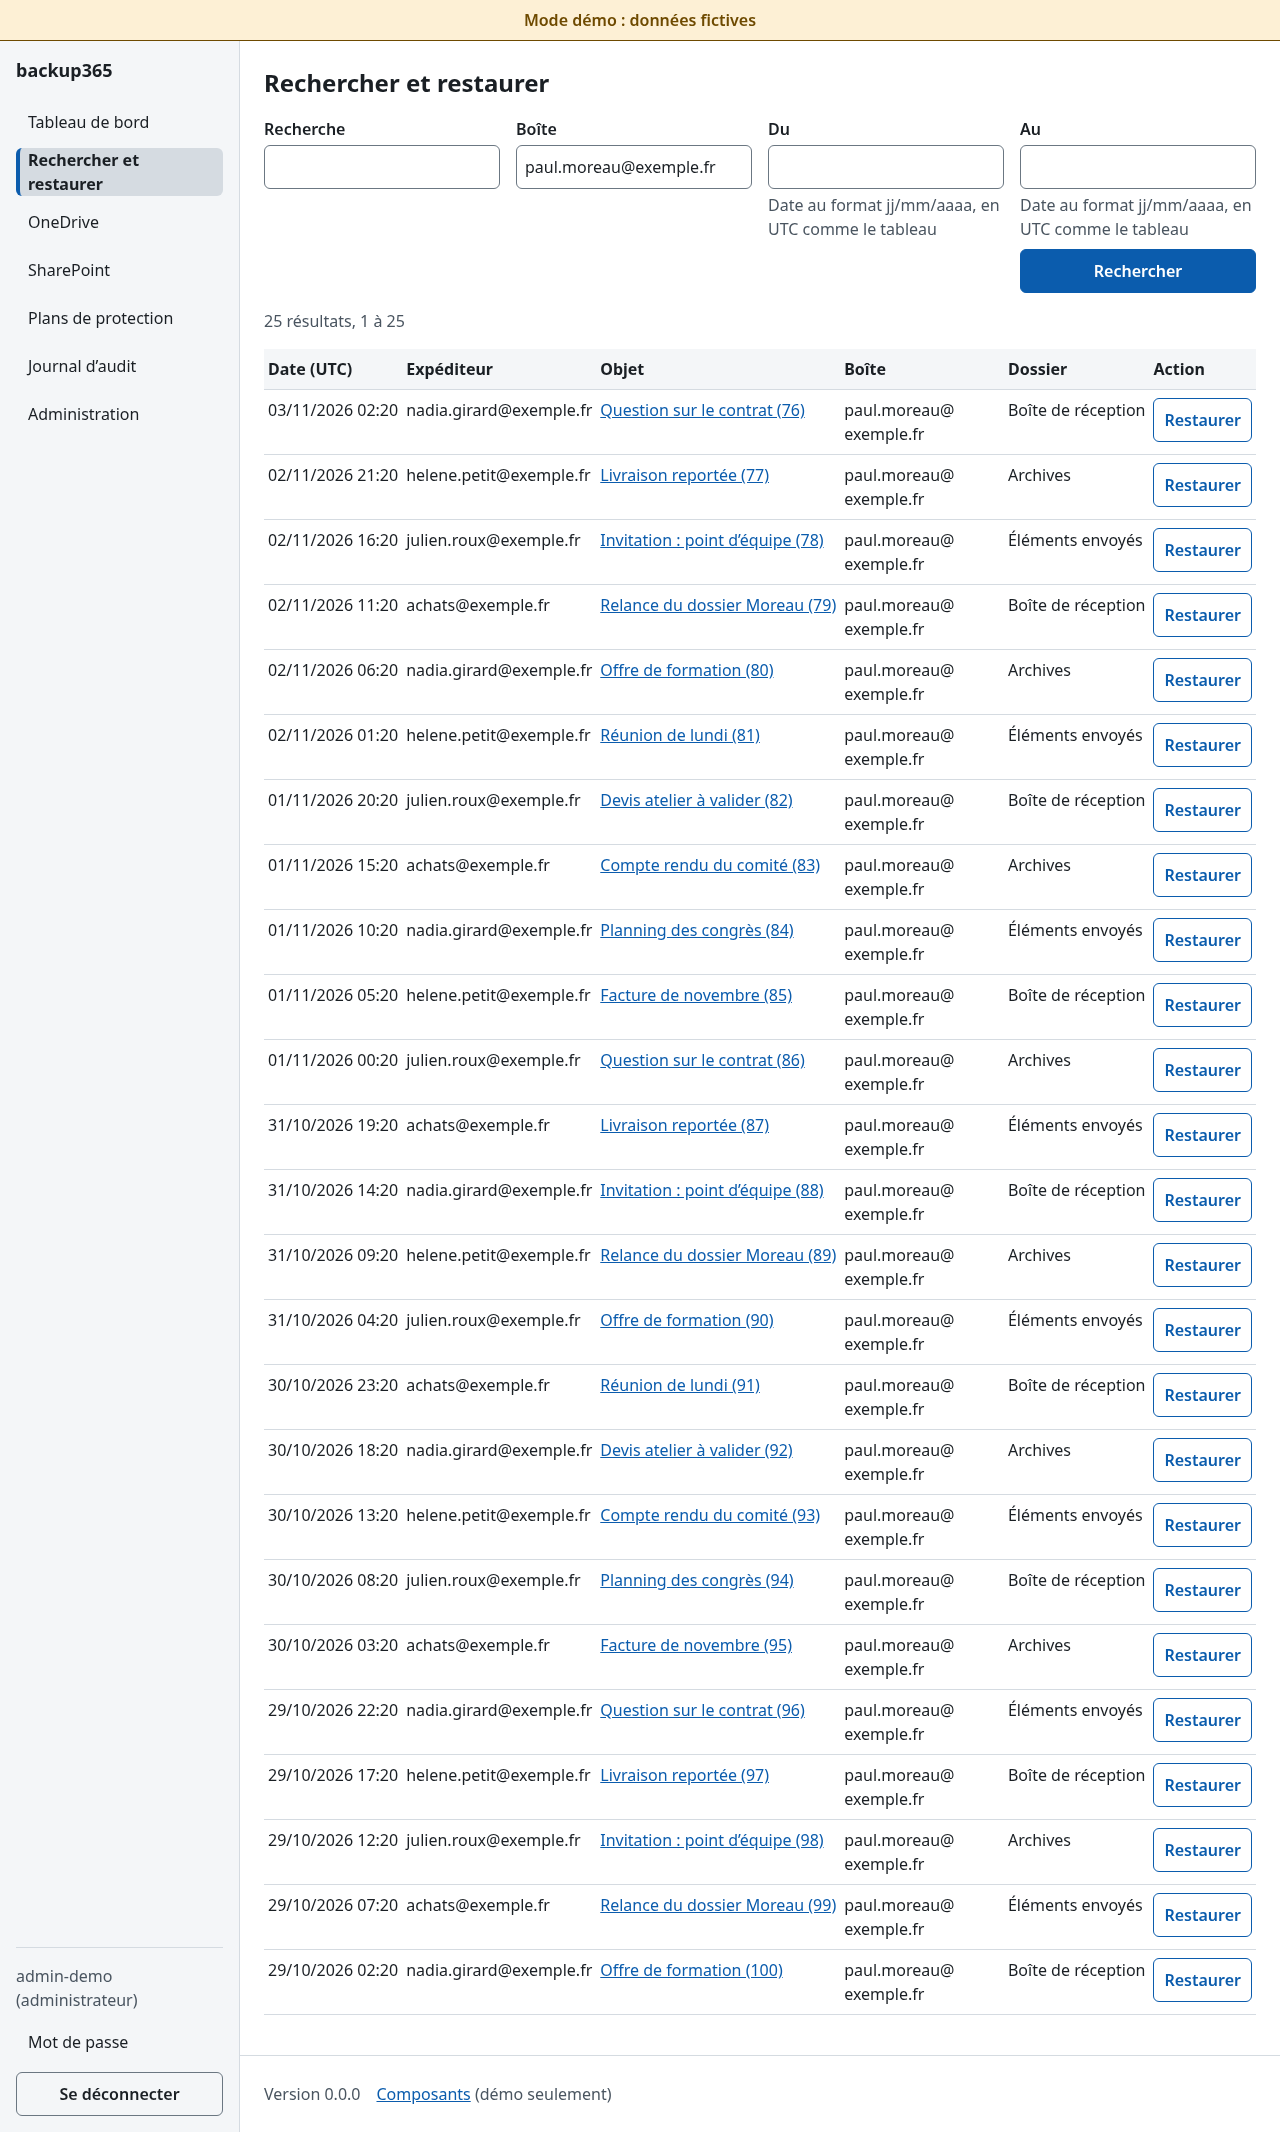 Mode démo : données fictives
backup365
Tableau de bord
Rechercher et
restaurer
OneDrive
SharePoint
Plans de protection
Journal d’audit
Administration
admin-demo
(administrateur)
Mot de passe
Se déconnecter
Rechercher et restaurer
Recherche Boîte Du Au
paul.moreau@exemple.fr
Date au format jj/mm/aaaa, en
UTC comme le tableau
Date au format jj/mm/aaaa, en
UTC comme le tableau
Rechercher
25 résultats, 1 à 25
Date (UTC) Expéditeur Objet Boîte Dossier Action
03/11/2026 02:20 nadia.girard@exemple.fr Question sur le contrat (76) paul.moreau@ Boîte de réception Restaurer
exemple.fr
02/11/2026 21:20 helene.petit@exemple.fr Livraison reportée (77) paul.moreau@ Archives Restaurer
exemple.fr
02/11/2026 16:20 julien.roux@exemple.fr Invitation : point d’équipe (78) paul.moreau@ Éléments envoyés Restaurer
exemple.fr
02/11/2026 11:20 achats@exemple.fr Relance du dossier Moreau (79) paul.moreau@ Boîte de réception Restaurer
exemple.fr
02/11/2026 06:20 nadia.girard@exemple.fr Offre de formation (80) paul.moreau@ Archives Restaurer
exemple.fr
02/11/2026 01:20 helene.petit@exemple.fr Réunion de lundi (81) paul.moreau@ Éléments envoyés Restaurer
exemple.fr
01/11/2026 20:20 julien.roux@exemple.fr Devis atelier à valider (82) paul.moreau@ Boîte de réception Restaurer
exemple.fr
01/11/2026 15:20 achats@exemple.fr Compte rendu du comité (83) paul.moreau@ Archives Restaurer
exemple.fr
01/11/2026 10:20 nadia.girard@exemple.fr Planning des congrès (84) paul.moreau@ Éléments envoyés Restaurer
exemple.fr
01/11/2026 05:20 helene.petit@exemple.fr Facture de novembre (85) paul.moreau@ Boîte de réception Restaurer
exemple.fr
01/11/2026 00:20 julien.roux@exemple.fr Question sur le contrat (86) paul.moreau@ Archives Restaurer
exemple.fr
31/10/2026 19:20 achats@exemple.fr Livraison reportée (87) paul.moreau@ Éléments envoyés Restaurer
exemple.fr
31/10/2026 14:20 nadia.girard@exemple.fr Invitation : point d’équipe (88) paul.moreau@ Boîte de réception Restaurer
exemple.fr
31/10/2026 09:20 helene.petit@exemple.fr Relance du dossier Moreau (89) paul.moreau@ Archives Restaurer
exemple.fr
31/10/2026 04:20 julien.roux@exemple.fr Offre de formation (90) paul.moreau@ Éléments envoyés Restaurer
exemple.fr
30/10/2026 23:20 achats@exemple.fr Réunion de lundi (91) paul.moreau@ Boîte de réception Restaurer
exemple.fr
30/10/2026 18:20 nadia.girard@exemple.fr Devis atelier à valider (92) paul.moreau@ Archives Restaurer
exemple.fr
30/10/2026 13:20 helene.petit@exemple.fr Compte rendu du comité (93) paul.moreau@ Éléments envoyés Restaurer
exemple.fr
30/10/2026 08:20 julien.roux@exemple.fr Planning des congrès (94) paul.moreau@ Boîte de réception Restaurer
exemple.fr
30/10/2026 03:20 achats@exemple.fr Facture de novembre (95) paul.moreau@ Archives Restaurer
exemple.fr
29/10/2026 22:20 nadia.girard@exemple.fr Question sur le contrat (96) paul.moreau@ Éléments envoyés Restaurer
exemple.fr
29/10/2026 17:20 helene.petit@exemple.fr Livraison reportée (97) paul.moreau@ Boîte de réception Restaurer
exemple.fr
29/10/2026 12:20 julien.roux@exemple.fr Invitation : point d’équipe (98) paul.moreau@ Archives Restaurer
exemple.fr
29/10/2026 07:20 achats@exemple.fr Relance du dossier Moreau (99) paul.moreau@ Éléments envoyés Restaurer
exemple.fr
29/10/2026 02:20 nadia.girard@exemple.fr Offre de formation (100) paul.moreau@ Boîte de réception Restaurer
exemple.fr
Version 0.0.0 Composants (démo seulement)